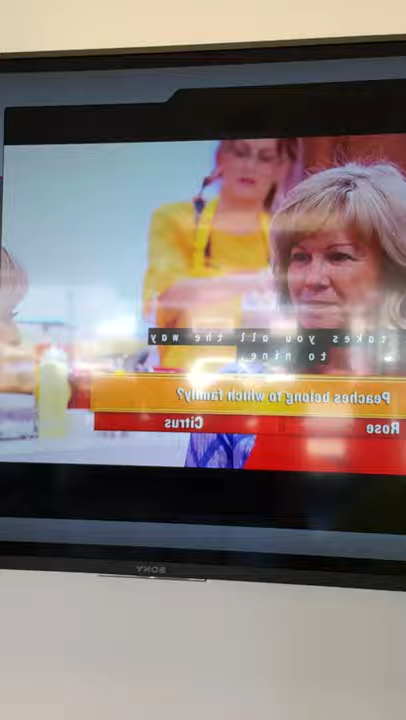 takes you all the way
to nine,
Peaches belong to which family?
Rose
Citrus
SONY